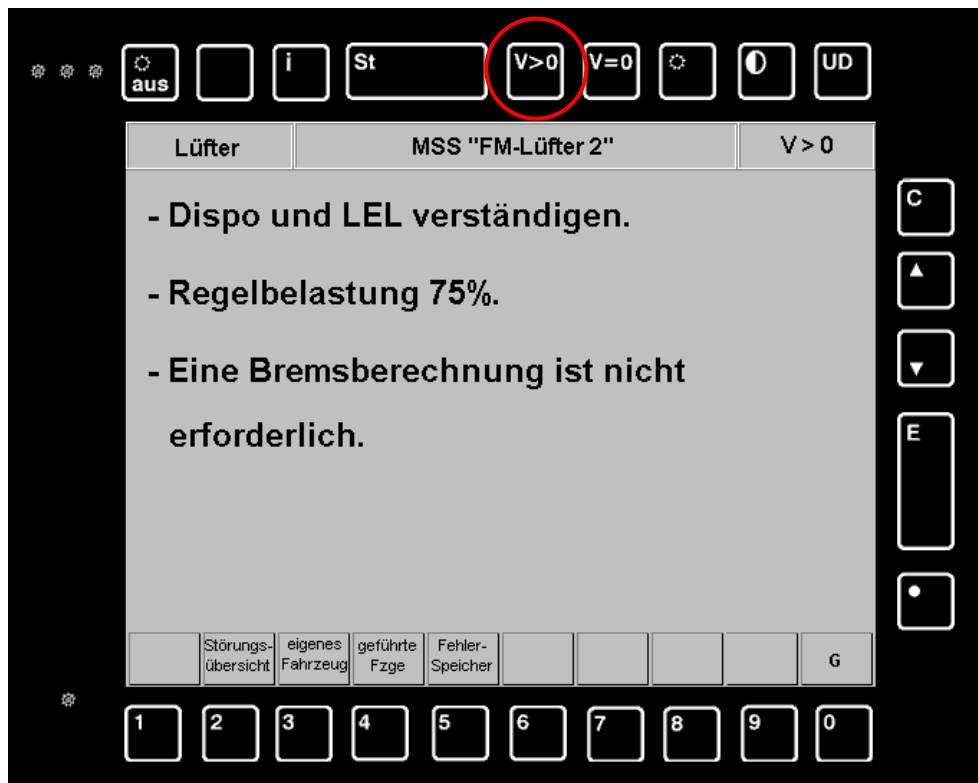 aus
i
St
V>0
V=0
UD
Lüfter
MSS "FM-Lüfter 2"
V > 0
- Dispo und LEL verständigen.
- Regelbelastung 75%.
- Eine Bremsberechnung ist nicht
erforderlich.
C
E
Störungs-
übersicht
eigenes
Fahrzeug
geführte
Fzge
Fehler-
Speicher
G
1
2
3
4
5
6
7
8
9
0